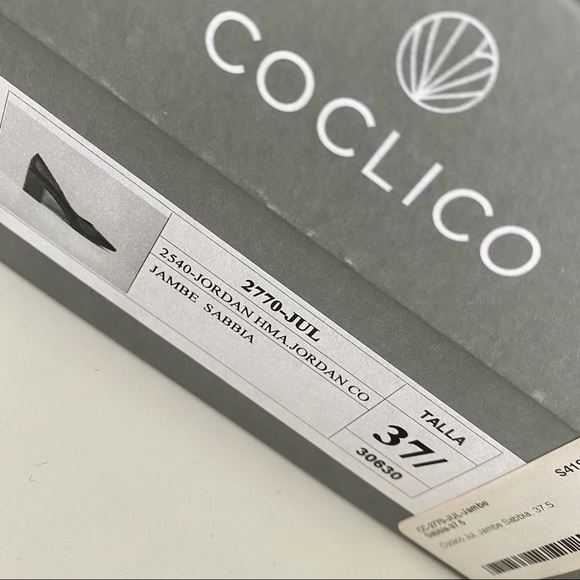 COCLICO
2770-JUL
2540-JORDAN HMA.JORDAN CO
JAMBE SABBIA
TALLA
37/
30630
CC-2770-JUL-Jambe
Sabbia-37.5
Coclico Jul, Jambe Sabbia, 37.5